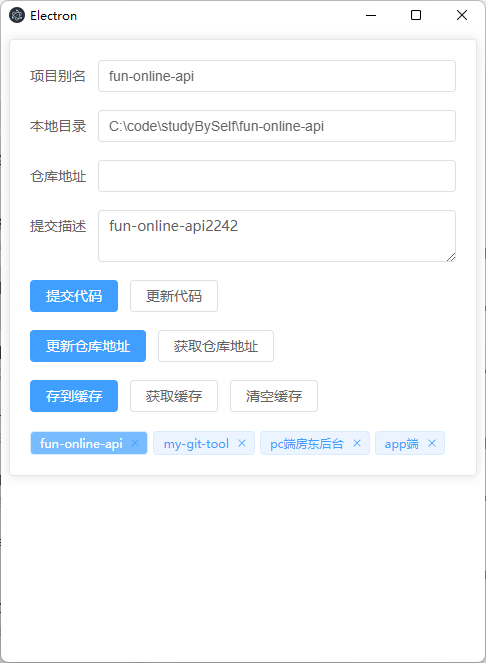 Electron
项目别名 fun-online-api
本地目录 C:\code\studyBySelf\fun-online-api
仓库地址
提交描述 fun-online-api2242
提交代码 更新代码
更新仓库地址 获取仓库地址
存到缓存 获取缓存 清空缓存
fun-online-api × my-git-tool × pc端房东后台 × app端 ×